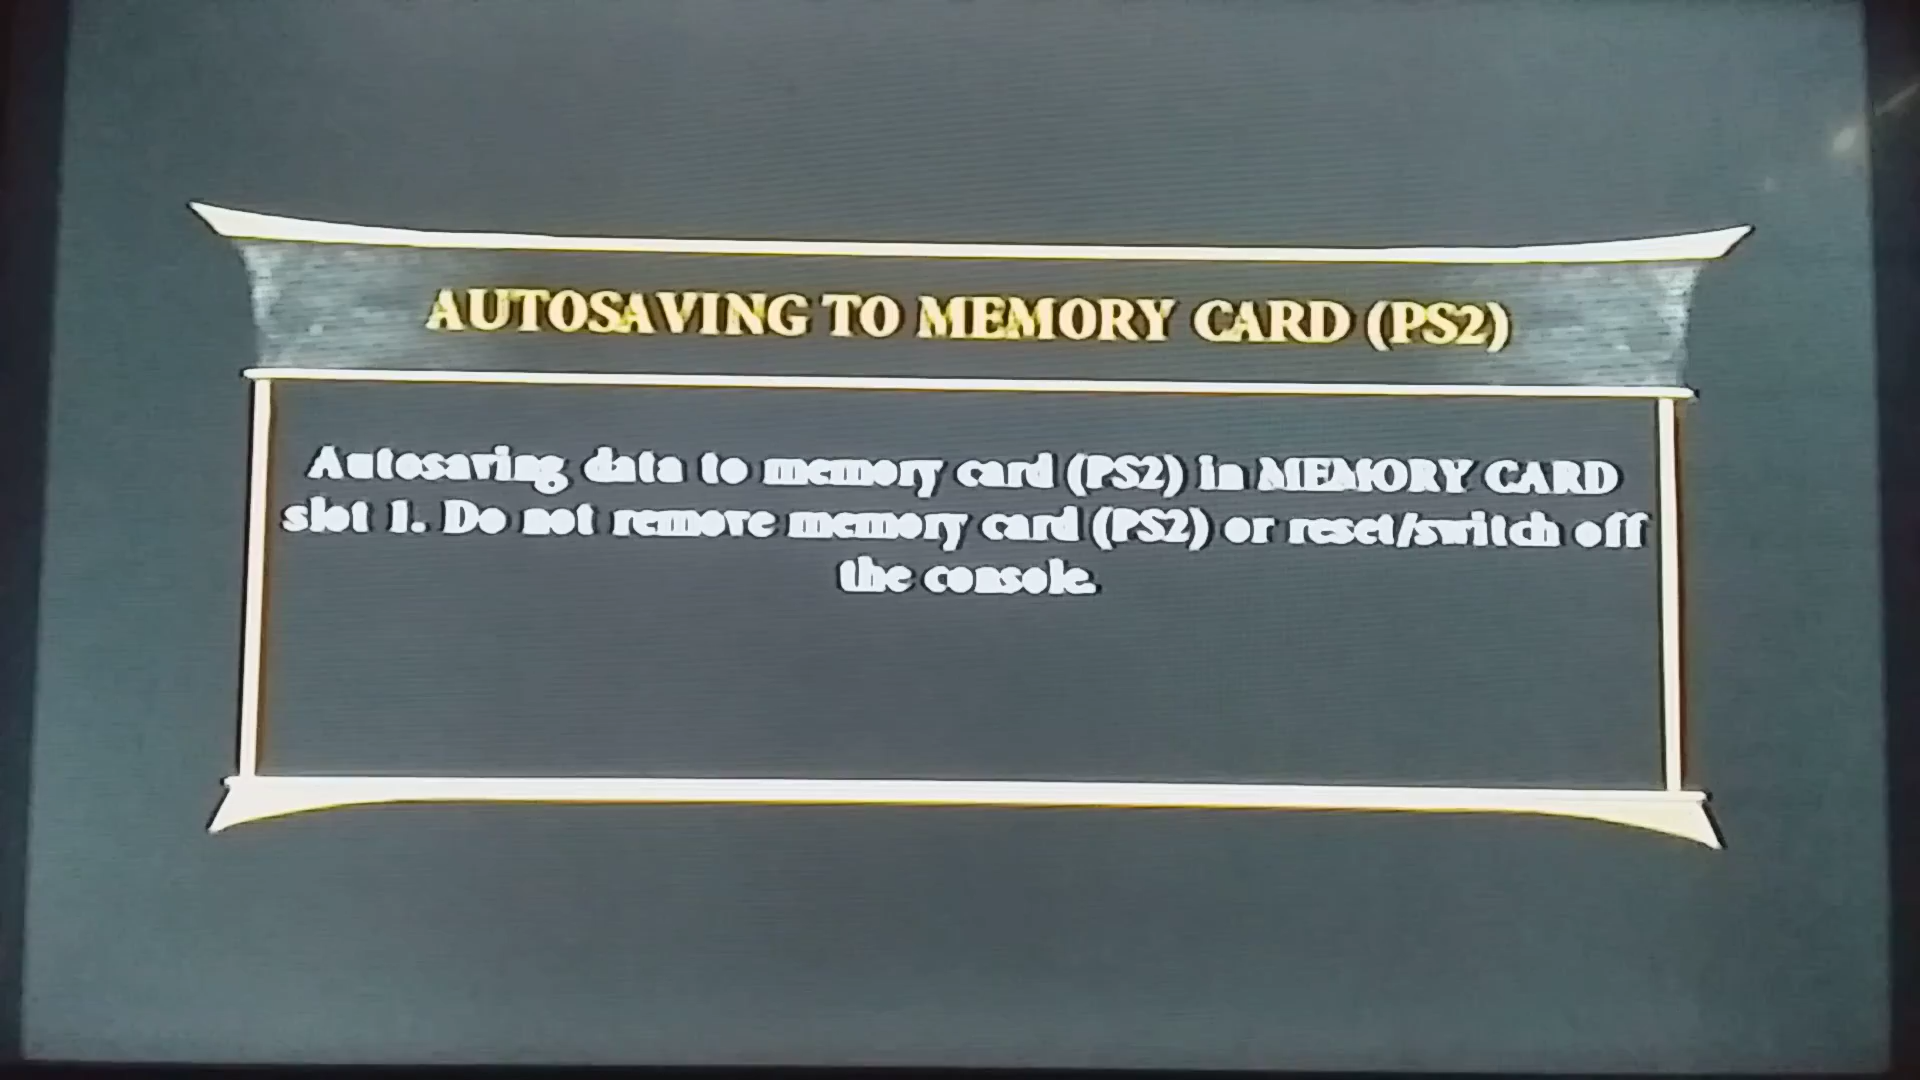 AUTOSAVING TO MEMORY CARD (PS2)
Autosaving data to memory card (PS2) in MEMORY CARD
slot 1. Do not remove memory card (PS2) or reset/switch off
the console.